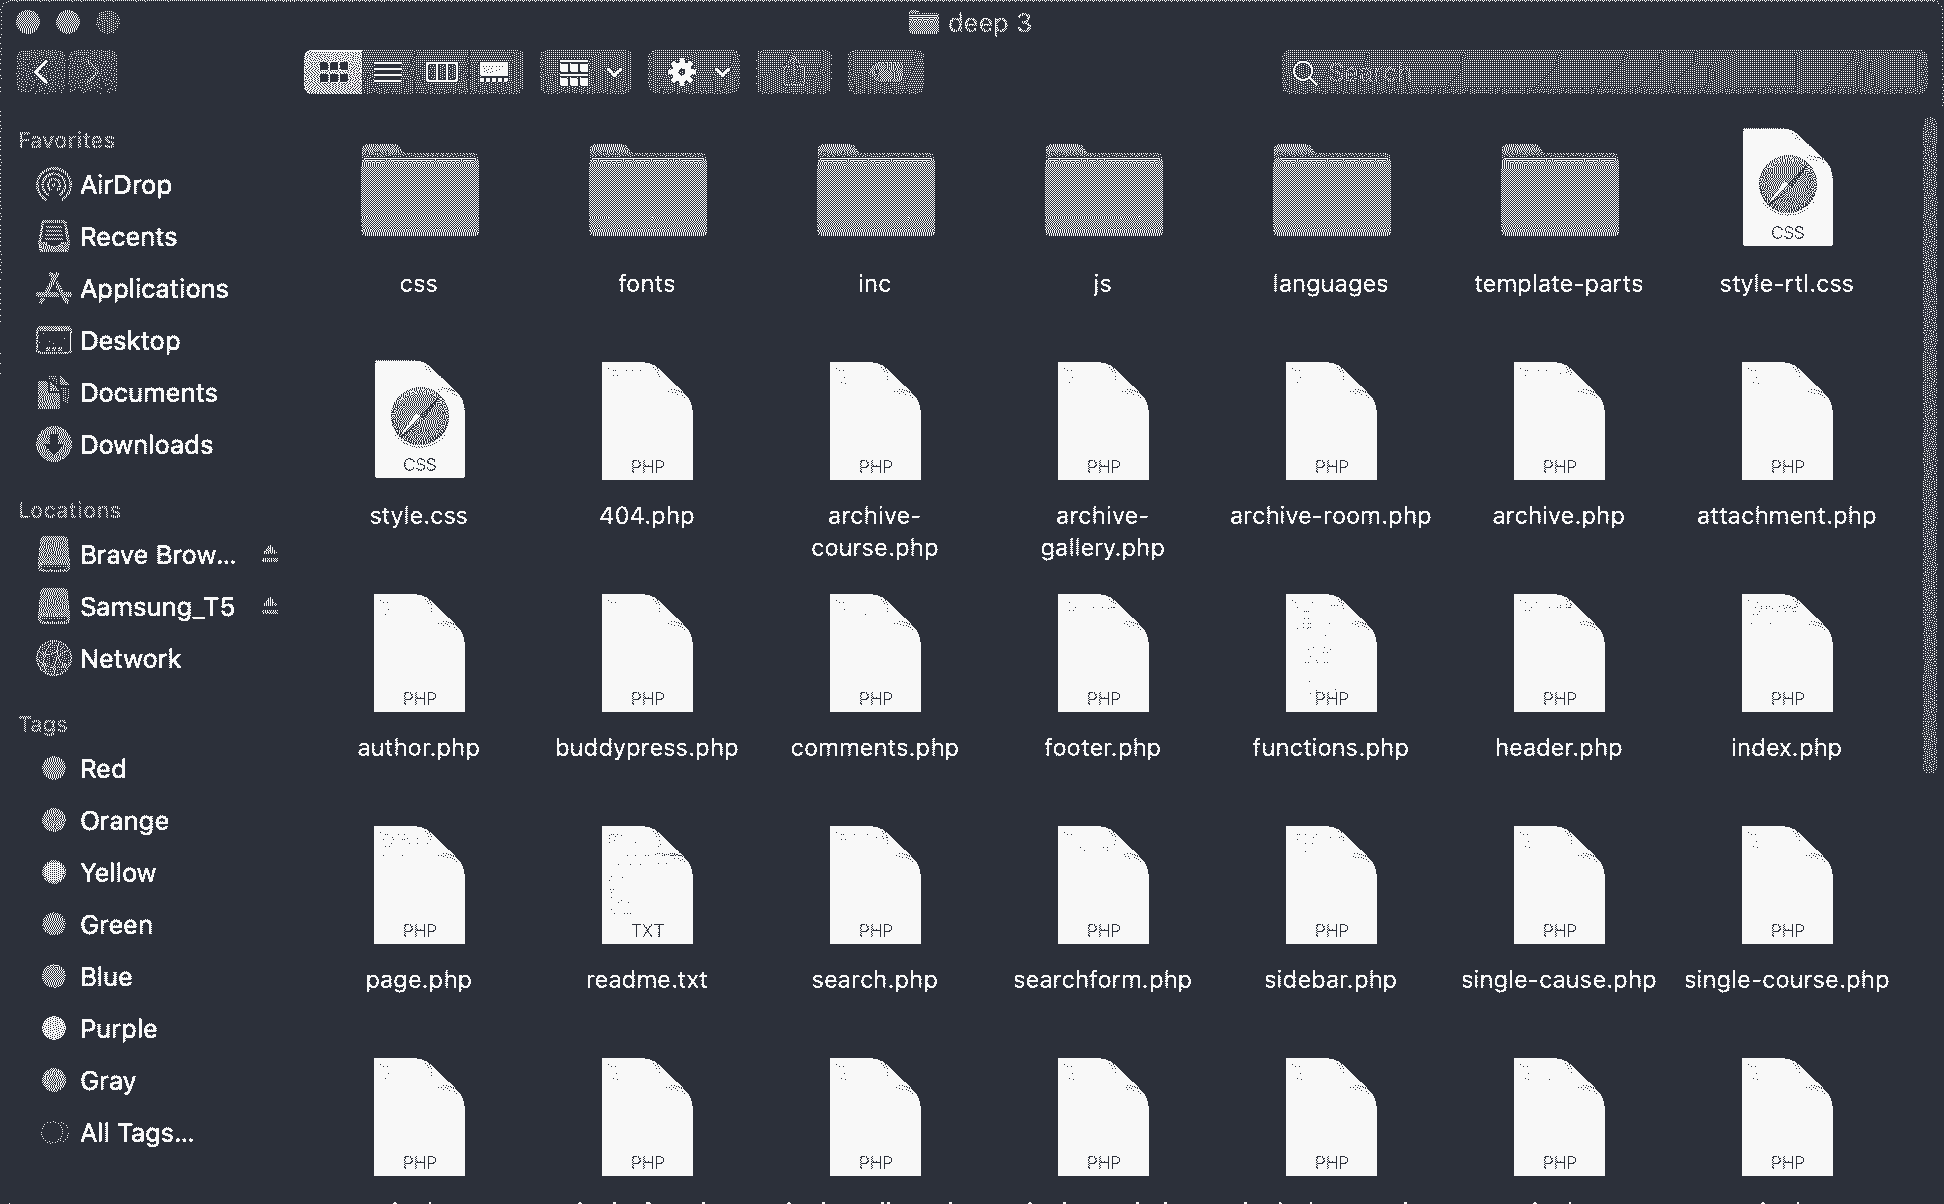 deep 3
Search
Favorites
AirDrop
Recents
Applications
Desktop
Documents
Downloads
Locations
Brave Brow...
Samsung_T5
Network
Tags
Red
Orange
Yellow
Green
Blue
Purple
Gray
All Tags...
CSS
css
fonts
inc
js
languages
template-parts
style-rtl.css
CSS
PHP
PHP
PHP
PHP
PHP
PHP
style.css
404.php
archive-
course.php
archive-
gallery.php
archive-room.php
archive.php
attachment.php
PHP
PHP
PHP
PHP
PHP
PHP
PHP
author.php
buddypress.php
comments.php
footer.php
functions.php
header.php
index.php
PHP
TXT
PHP
PHP
PHP
PHP
PHP
page.php
readme.txt
search.php
searchform.php
sidebar.php
single-cause.php
single-course.php
PHP
PHP
PHP
PHP
PHP
PHP
PHP